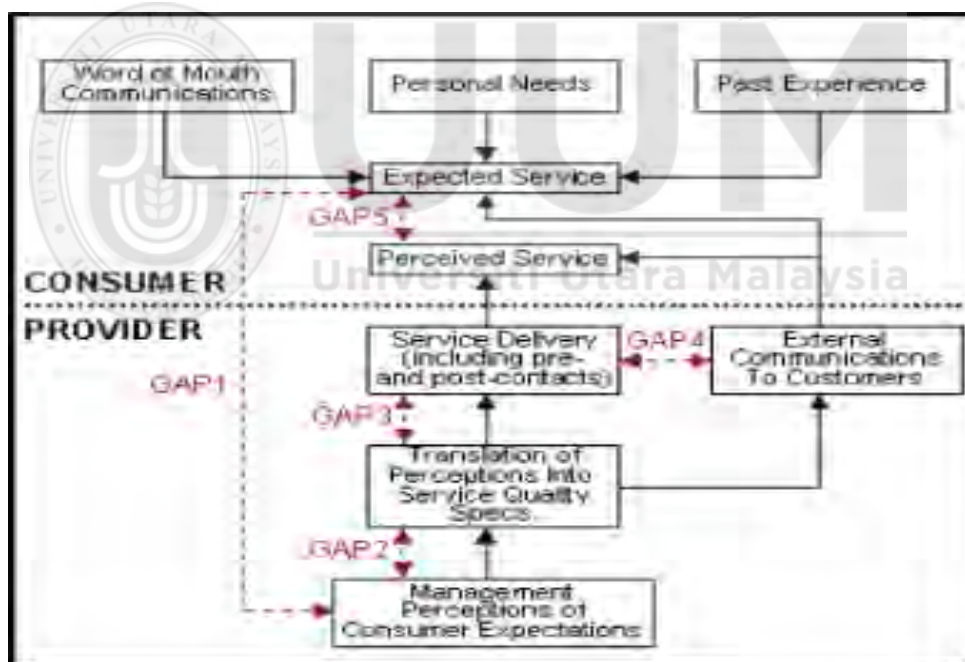 Word of Mouth
Communications
Personal Needs
Past Experience
Expected Service
GAP5
Perceived Service
UUM
Universiti Utara Malaysia
CONSUMER
PROVIDER
GAP1
Service Delivery
(including pre-
and post-contacts)
GAP4
External
Communications
To Customers
GAP3
Translation of
Perceptions Into
Service Quality
Specs.
GAP2
Management
Perceptions of
Consumer Expectations